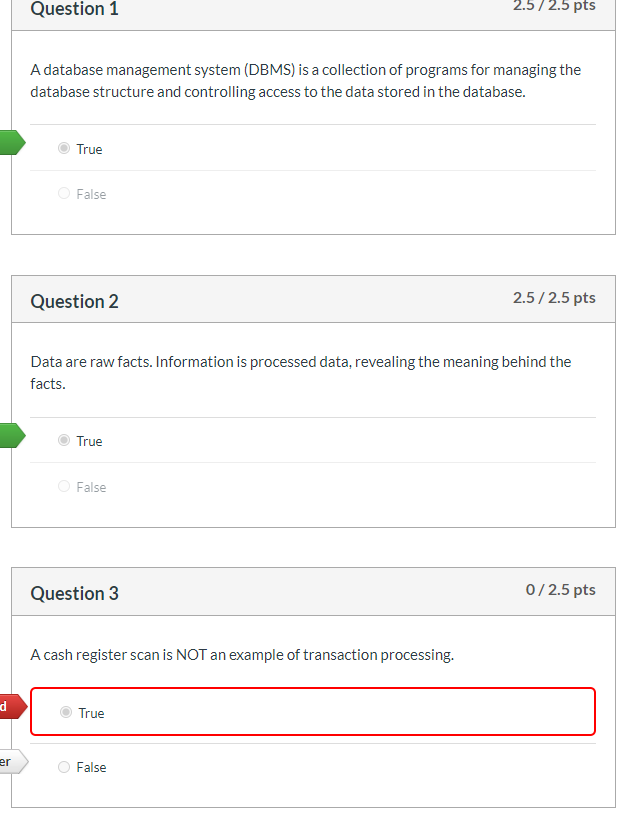 Question 1
2.5 / 2.5 pts
A database management system (DBMS) is a collection of programs for managing the
database structure and controlling access to the data stored in the database.
True
False
Question 2
2.5 / 2.5 pts
Data are raw facts. Information is processed data, revealing the meaning behind the
facts.
True
False
Question 3
0 / 2.5 pts
A cash register scan is NOT an example of transaction processing.
d
True
er
False